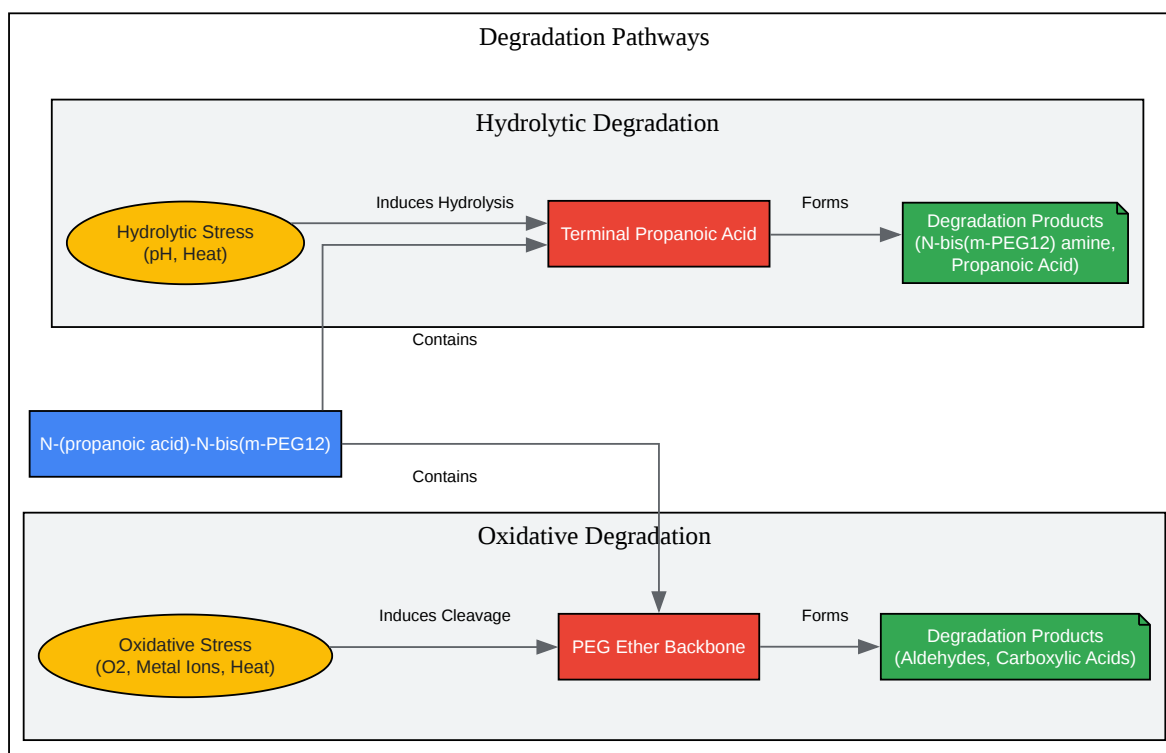 Degradation Pathways
Hydrolytic Degradation
Induces Hydrolysis
Forms
Hydrolytic Stress
(pH, Heat)
Terminal Propanoic Acid
Degradation Products
(N-bis(m-PEG12) amine,
Propanoic Acid)
Contains
N-(propanoic acid)-N-bis(m-PEG12)
Contains
Oxidative Degradation
Induces Cleavage
Forms
Oxidative Stress
(O2, Metal Ions, Heat)
PEG Ether Backbone
Degradation Products
(Aldehydes, Carboxylic Acids)